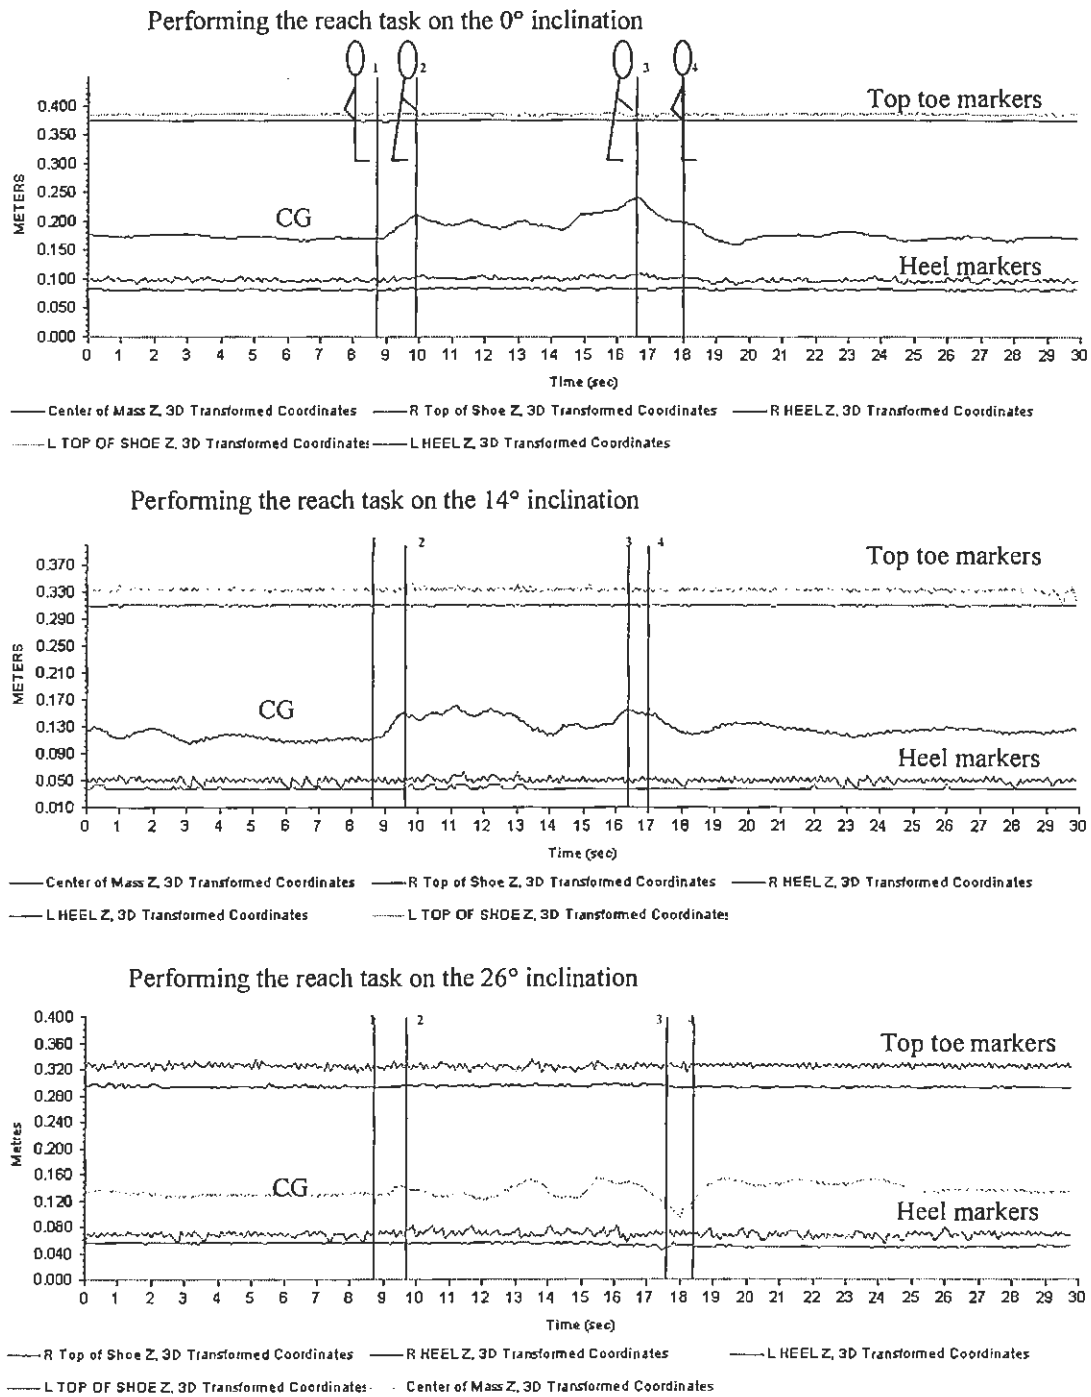 Performing the reach task on the 0° inclination
1 2 3 4
0.400
0.350
0.300
0.250
0.200
0.150
0.100
0.050
0.000
METERS
Top toe markers
CG
Heel markers
0 1 2 3 4 5 6 7 8 9 10 11 12 13 14 15 16 17 18 19 20 21 22 23 24 25 26 27 28 29 30
Time (sec)
Center of Mass Z, 3D Transformed Coordinates R Top of Shoe Z, 3D Transformed Coordinates R HEEL Z, 3D Transformed Coordinates
L TOP OF SHOE Z, 3D Transformed Coordinates L HEEL Z, 3D Transformed Coordinates
Performing the reach task on the 14° inclination
2 3 4
0.370
0.330
0.290
0.250
0.210
0.170
0.130
0.090
0.050
0.010
METERS
Top toe markers
CG
Heel markers
0 1 2 3 4 5 6 7 8 9 10 11 12 13 14 15 16 17 18 19 20 21 22 23 24 25 26 27 28 29 30
Time (sec)
Center of Mass Z, 3D Transformed Coordinates R Top of Shoe Z, 3D Transformed Coordinates R HEEL Z, 3D Transformed Coordinates
L HEEL Z, 3D Transformed Coordinates L TOP OF SHOE Z, 3D Transformed Coordinates
Performing the reach task on the 26° inclination
1 2 3 4
0.400
0.360
0.320
0.280
0.240
0.200
0.160
0.120
0.080
0.040
0.000
Metres
Top toe markers
CG
Heel markers
0 1 2 3 4 5 6 7 8 9 10 11 12 13 14 15 16 17 18 19 20 21 22 23 24 25 26 27 28 29 30
Time (sec)
R Top of Shoe Z, 3D Transformed Coordinates R HEEL Z, 3D Transformed Coordinates L HEEL Z, 3D Transformed Coordinates
L TOP OF SHOE Z, 3D Transformed Coordinates Center of Mass Z, 3D Transformed Coordinates